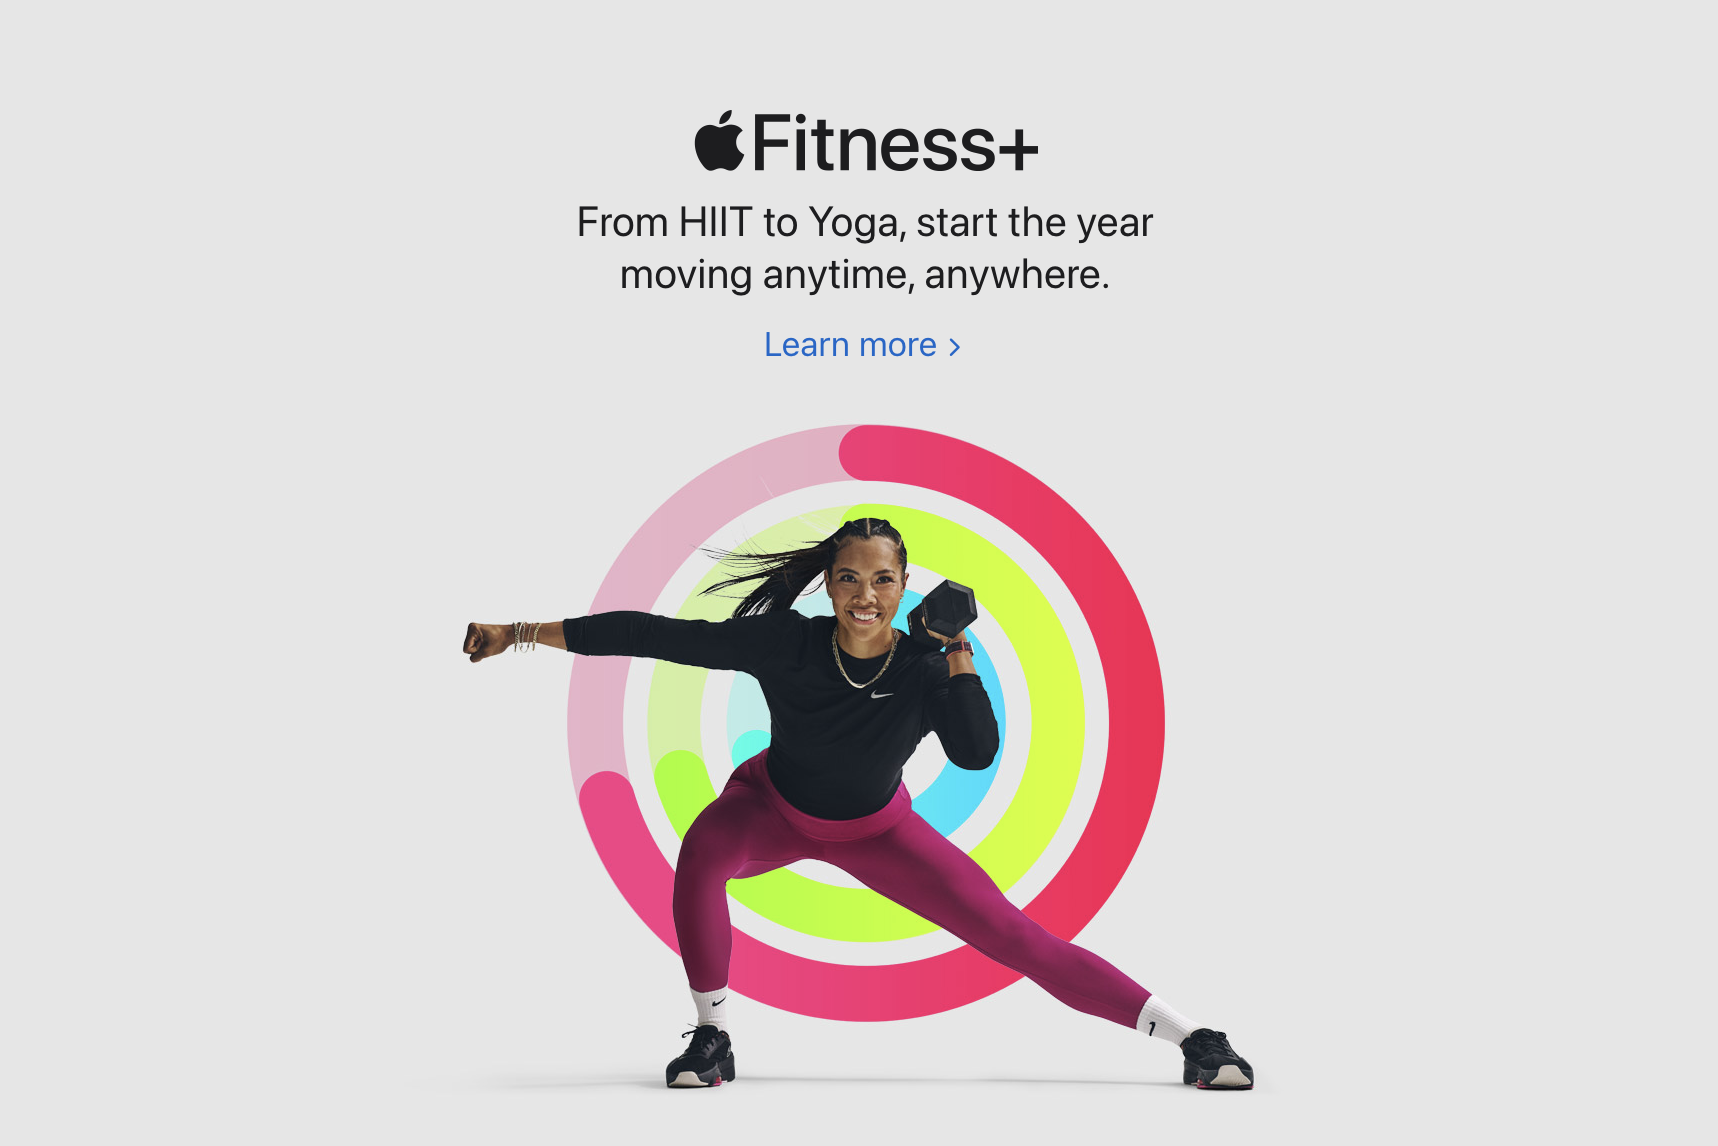 Fitness+
From HIIT to Yoga, start the year
moving anytime, anywhere.
Learn more >